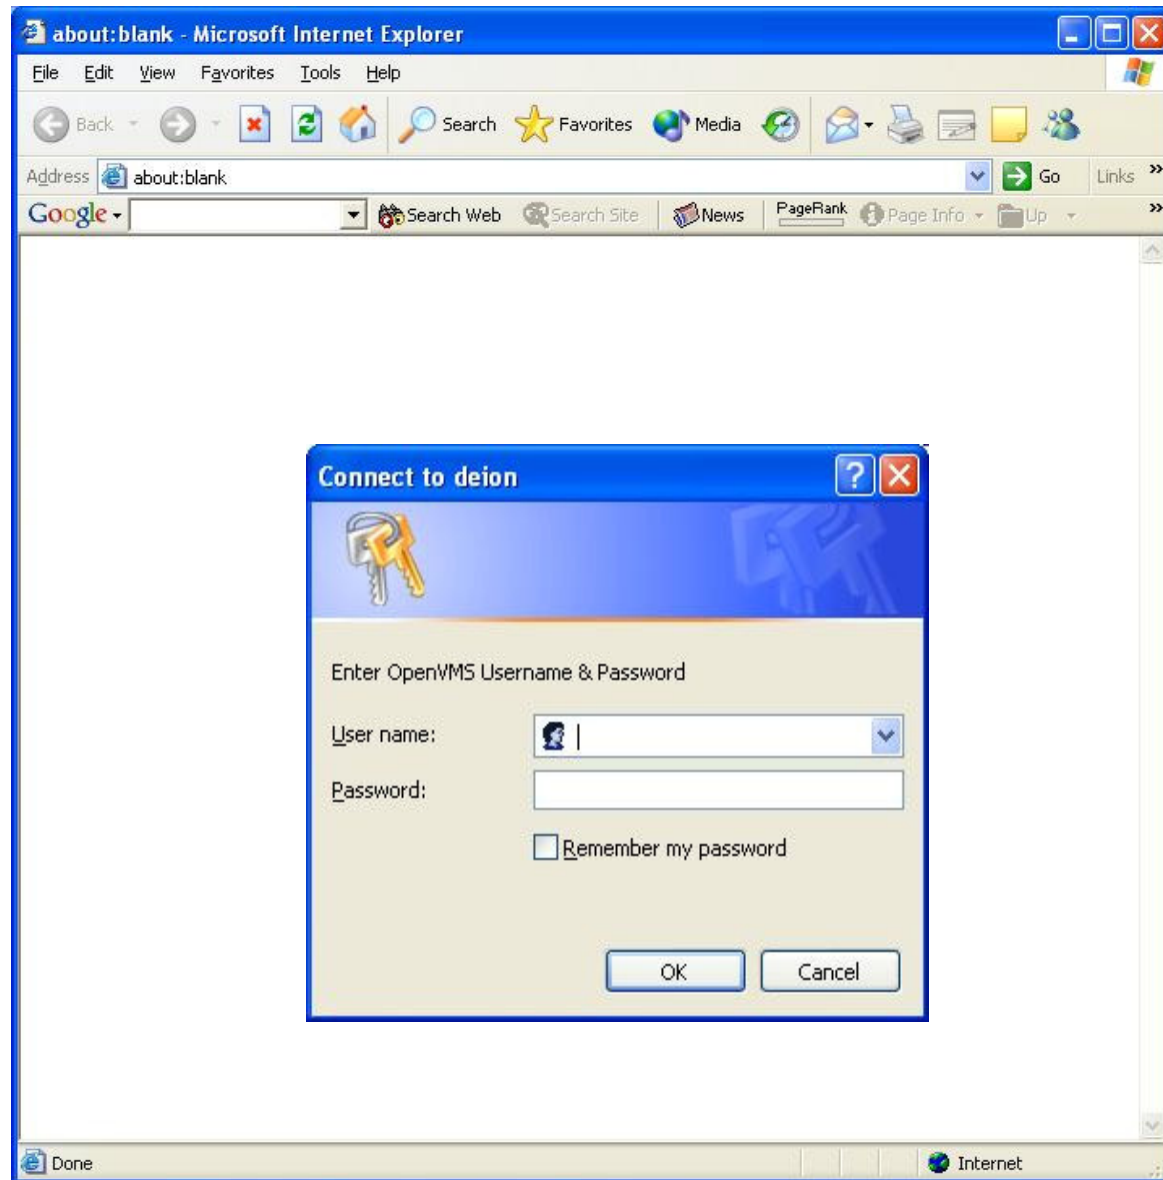 about:blank - Microsoft Internet Explorer
File Edit View Favorites Tools Help
Back Search Favorites Media
Address about:blank Go Links »
Google Search Web Search Site News PageRank Page Info Up »
Connect to deion
Enter OpenVMS Username & Password
User name:
Password:
Remember my password
OK Cancel
Done Internet